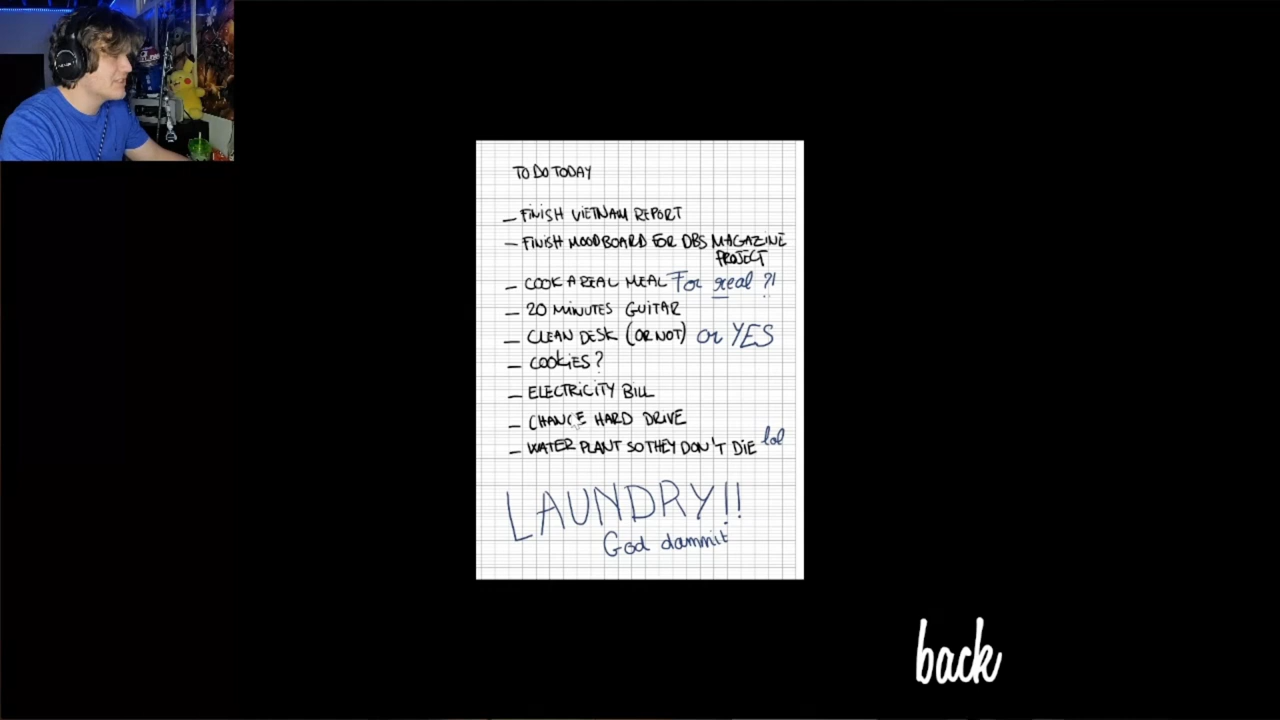 TO DO TODAY
– FINISH VIETNAM REPORT
– FINISH MOODBOARD FOR DBS MAGAZINE
PROJECT
– COOK A REAL MEAL For real ?!
– 20 MINUTES GUITAR
– CLEAN DESK (OR NOT) or YES
– COOKIES?
– ELECTRICITY BILL
– CHANGE HARD DRIVE
– WATER PLANT SO THEY DON'T DIE lol
LAUNDRY!!
God dammit
back